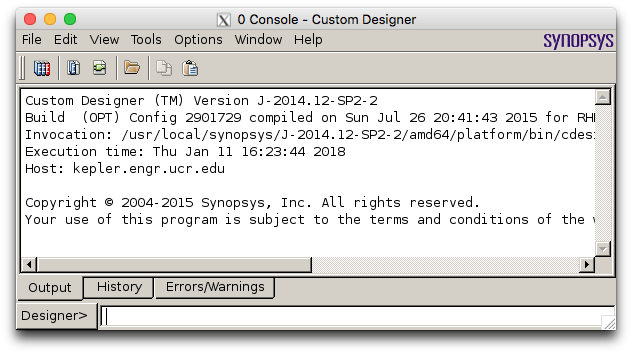 0 Console - Custom Designer
File Edit View Tools Options Window Help
SYNOPSYS
Custom Designer (TM) Version J-2014.12-SP2-2
Build (OPT) Config 2901729 compiled on Sun Jul 26 20:41:43 2015 for RH
Invocation: /usr/local/synopsys/J-2014.12-SP2-2/amd64/platform/bin/cdes
Execution time: Thu Jan 11 16:23:44 2018
Host: kepler.engr.ucr.edu
Copyright © 2004-2015 Synopsys, Inc. All rights reserved.
Your use of this program is subject to the terms and conditions of the
Output History Errors/Warnings
Designer>